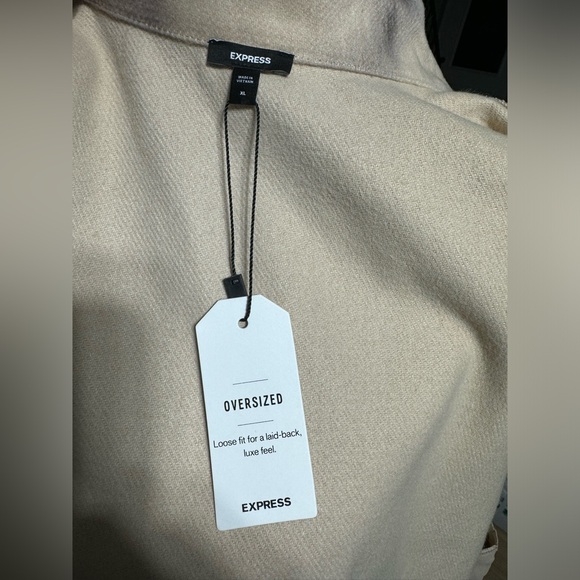 EXPRESS
MADE IN
VIETNAM
XL
OVERSIZED
Loose fit for a laid-back,
luxe feel.
EXPRESS